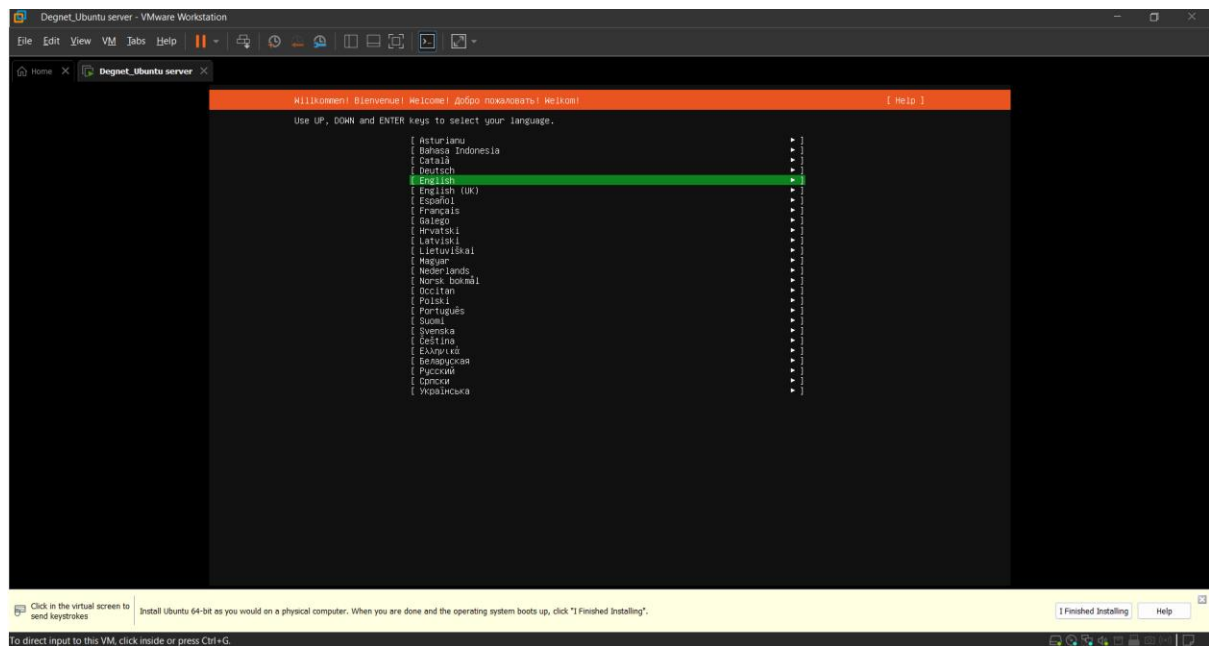 Degnet_Ubuntu server - VMware Workstation
File Edit View VM Tabs Help
Home Degnet_Ubuntu server
Willkommen! Bienvenue! Welcome! Добро пожаловать! Welkom! [ Help ]
Use UP, DOWN and ENTER keys to select your language.
[ Asturianu ► ]
[ Bahasa Indonesia ► ]
[ Català ► ]
[ Deutsch ► ]
[ English ► ]
[ English (UK) ► ]
[ Español ► ]
[ Français ► ]
[ Galego ► ]
[ Hrvatski ► ]
[ Latviski ► ]
[ Lietuviškai ► ]
[ Magyar ► ]
[ Nederlands ► ]
[ Norsk bokmål ► ]
[ Occitan ► ]
[ Polski ► ]
[ Português ► ]
[ Suomi ► ]
[ Svenska ► ]
[ Čeština ► ]
[ Ελληνικά ► ]
[ Беларуская ► ]
[ Русский ► ]
[ Српски ► ]
[ Українська ► ]
Click in the virtual screen to
send keystrokes
Install Ubuntu 64-bit as you would on a physical computer. When you are done and the operating system boots up, click "I Finished Installing".
I Finished Installing Help
To direct input to this VM, click inside or press Ctrl+G.